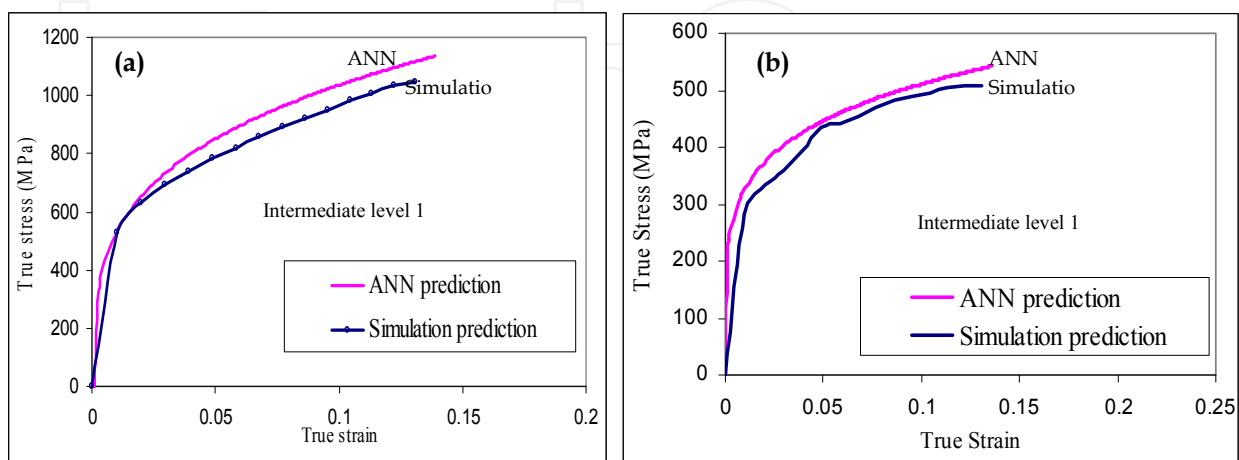 (a)
1200
1000
800
600
400
200
0
True stress (MPa)
0
0.05
0.1
0.15
0.2
True strain
ANN
Simulatio
Intermediate level 1
ANN prediction
Simulation prediction
(b)
600
500
400
300
200
100
0
True Stress (MPa)
0
0.05
0.1
0.15
0.2
0.25
True Strain
ANN
Simulatio
Intermediate level 1
ANN prediction
Simulation prediction